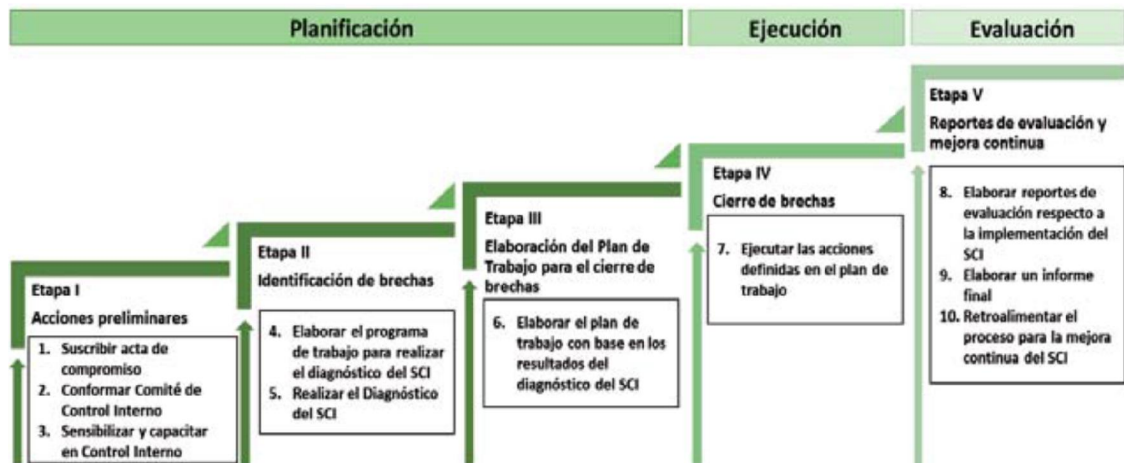 Planificación
Ejecución
Evaluación
Etapa I
Acciones preliminares
1. Suscribir acta de
compromiso
2. Conformar Comité de
Control Interno
3. Sensibilizar y capacitar
en Control Interno
Etapa II
Identificación de brechas
4. Elaborar el programa
de trabajo para realizar
el diagnóstico del SCI
5. Realizar el Diagnóstico
del SCI
Etapa III
Elaboración del Plan de
Trabajo para el cierre de
brechas
6. Elaborar el plan de
trabajo con base en los
resultados del
diagnóstico del SCI
Etapa IV
Cierre de brechas
7. Ejecutar las acciones
definidas en el plan de
trabajo
Etapa V
Reportes de evaluación y
mejora continua
8. Elaborar reportes de
evaluación respecto a
la implementación del
SCI
9. Elaborar un informe
final
10. Retroalimentar el
proceso para la mejora
continua del SCI